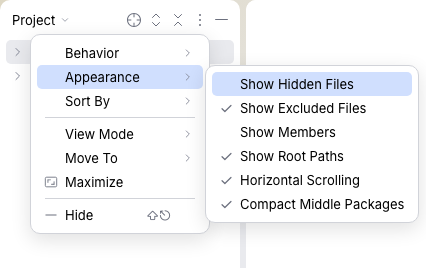 Project
Behavior
Appearance
Sort By
View Mode
Move To
Maximize
Hide
Show Hidden Files
Show Excluded Files
Show Members
Show Root Paths
Horizontal Scrolling
Compact Middle Packages